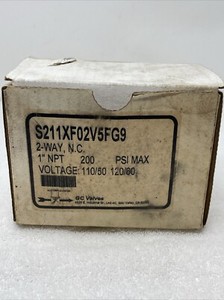 S211XF02V5FG9
2-WAY, N.C.
1" NPT 200 PSI MAX
VOLTAGE: 110/50 120/60
GC Valves